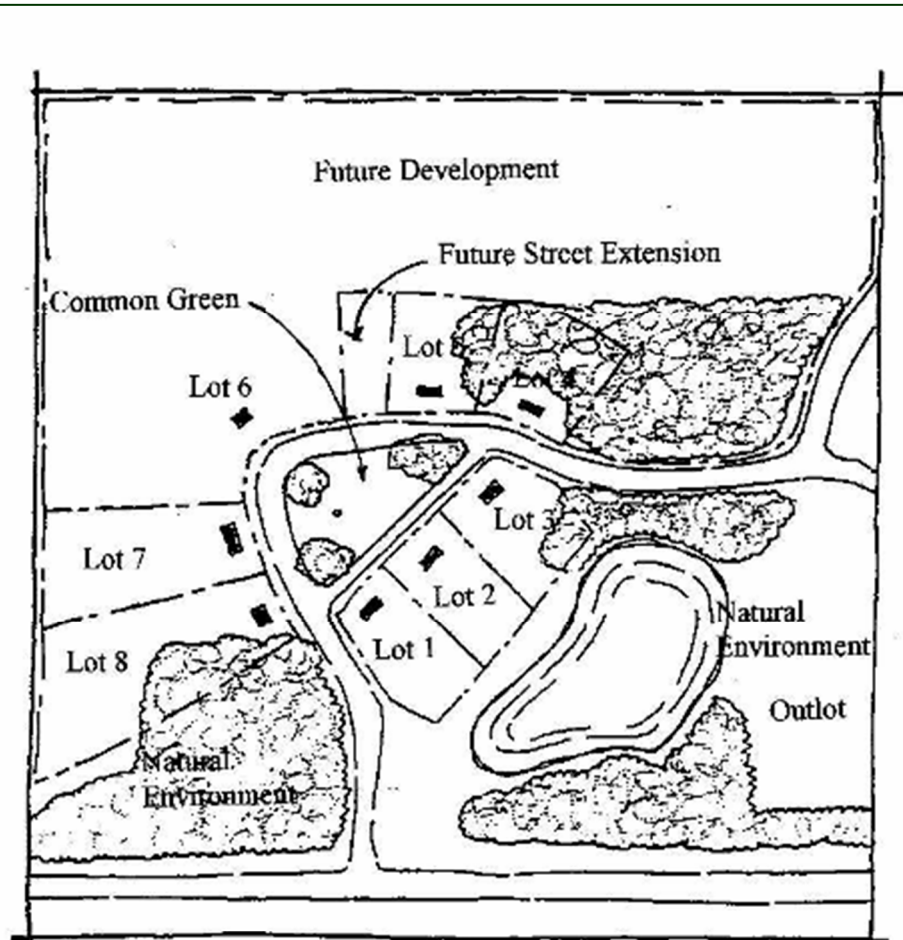 Future Development
Future Street Extension
Common Green
Lot
Lot 6
Lot 3
Lot 7
Lot 2
Natural
Environment
Lot 1
Lot 8
Outlot
Natural
Environment